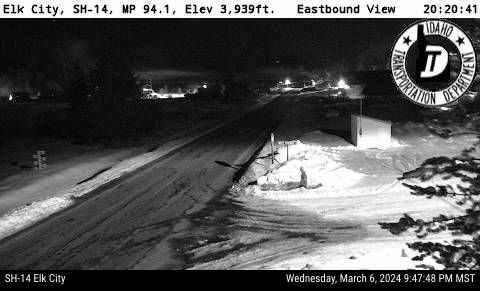 Elk City, SH-14, MP 94.1, Elev 3,939ft. Eastbound View 20:20:41
IDAHO
TRANSPORTATION DEPARTMENT
SH-14 Elk City Wednesday, March 6, 2024 9:47:48 PM MST